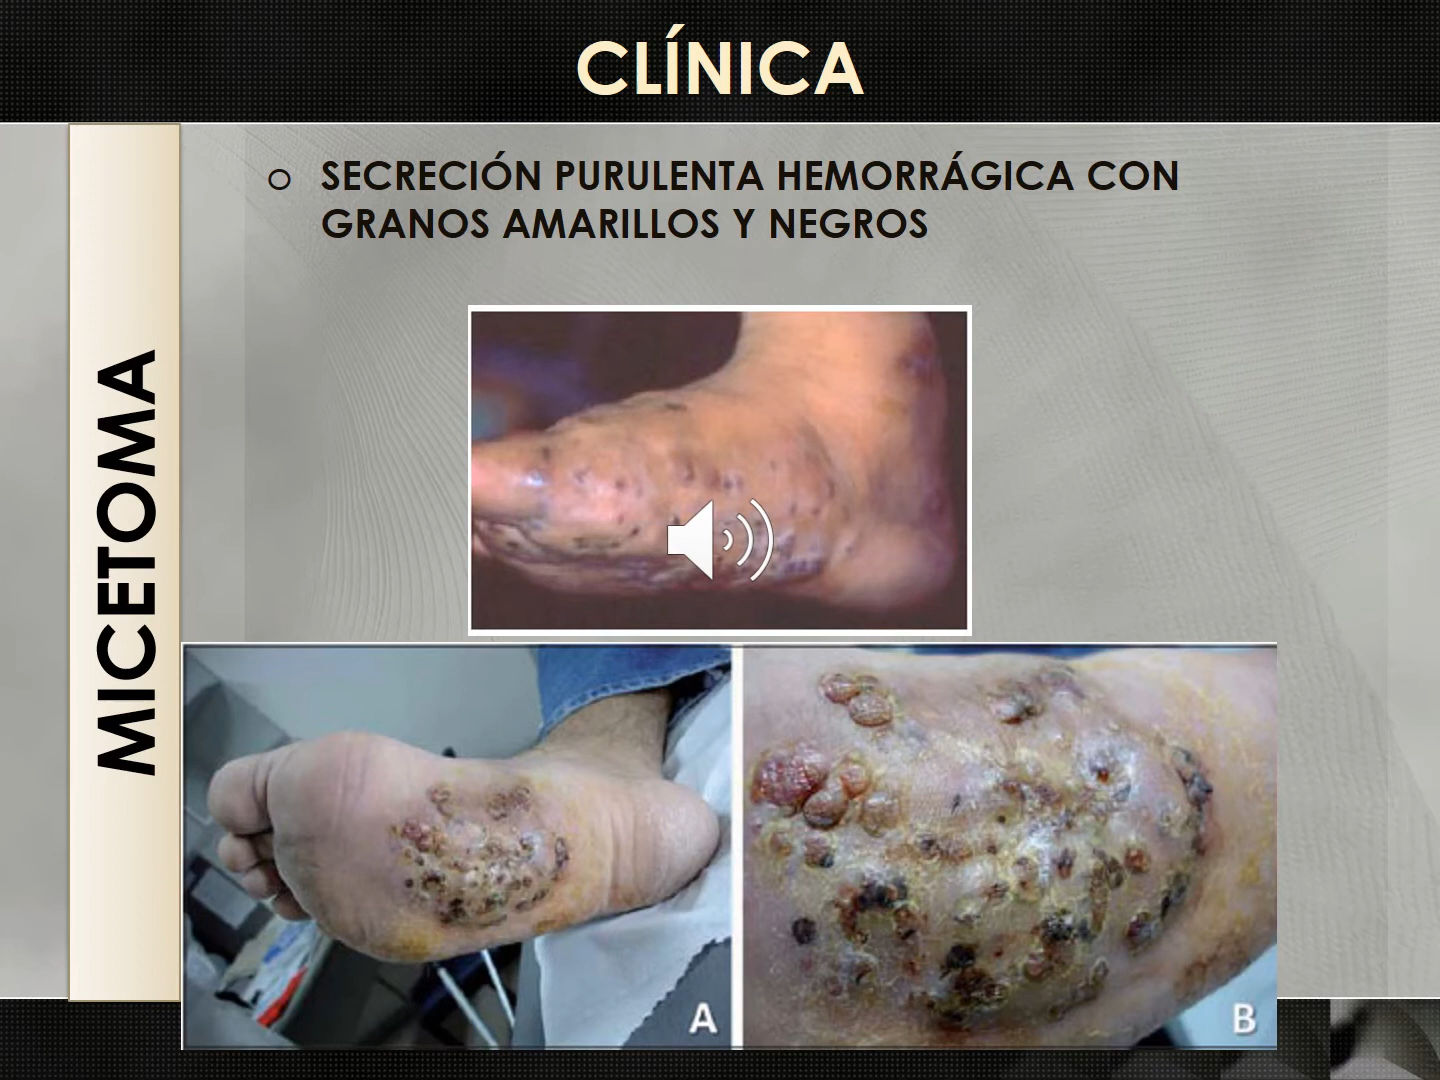 CLÍNICA
MICETOMA
SECRECIÓN PURULENTA HEMORRÁGICA CON
GRANOS AMARILLOS Y NEGROS
A
B